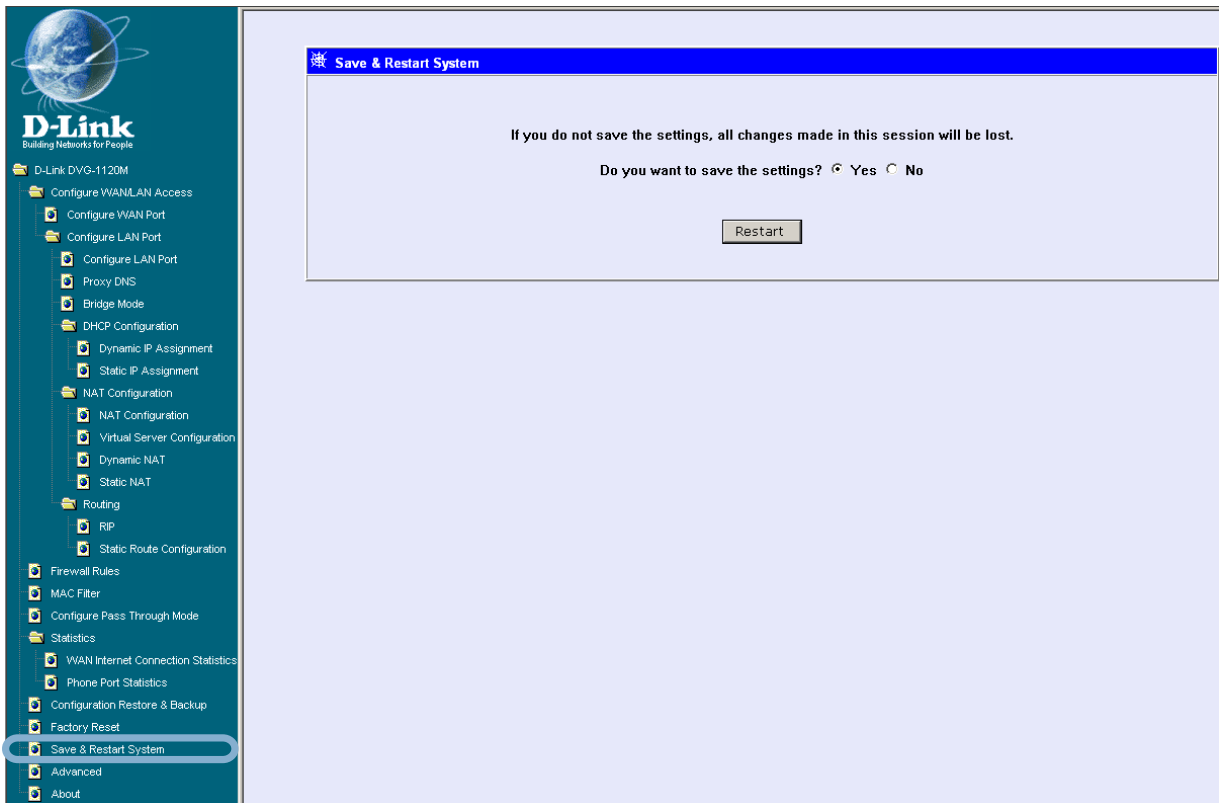 D-Link
Building Networks for People
D-Link DVG-1120M
Configure WAN/LAN Access
Configure WAN Port
Configure LAN Port
Configure LAN Port
Proxy DNS
Bridge Mode
DHCP Configuration
Dynamic IP Assignment
Static IP Assignment
NAT Configuration
NAT Configuration
Virtual Server Configuration
Dynamic NAT
Static NAT
Routing
RIP
Static Route Configuration
Firewall Rules
MAC Filter
Configure Pass Through Mode
Statistics
WAN Internet Connection Statistics
Phone Port Statistics
Configuration Restore & Backup
Factory Reset
Save & Restart System
Advanced
About
Save & Restart System
If you do not save the settings, all changes made in this session will be lost.
Do you want to save the settings? Yes No
Restart